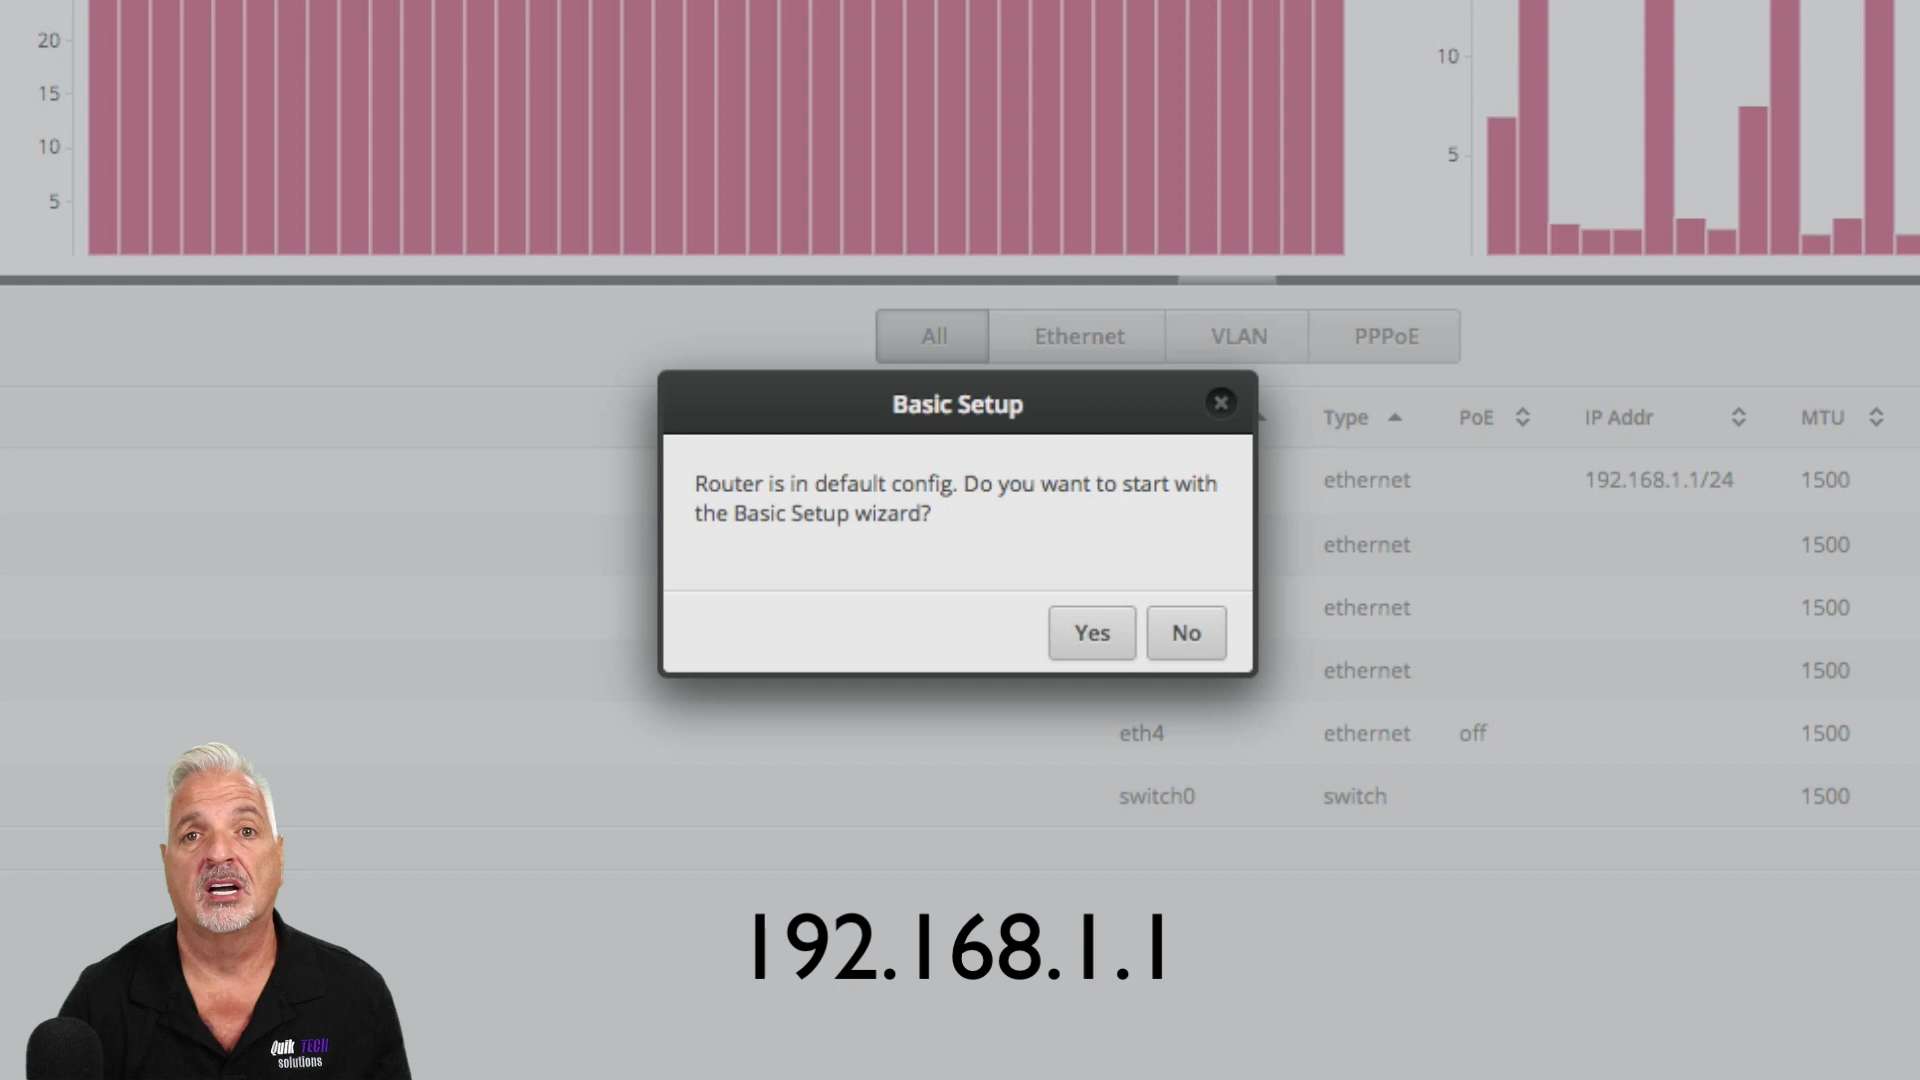 20
15
10
5
10
5
All Ethernet VLAN PPPoE
Basic Setup
Type PoE IP Addr MTU
Router is in default config. Do you want to start with
the Basic Setup wizard?
Yes No
ethernet 192.168.1.1/24 1500
ethernet 1500
ethernet 1500
ethernet 1500
eth4 ethernet off 1500
switch0 switch 1500
192.168.1.1
Quik TECH
solutions